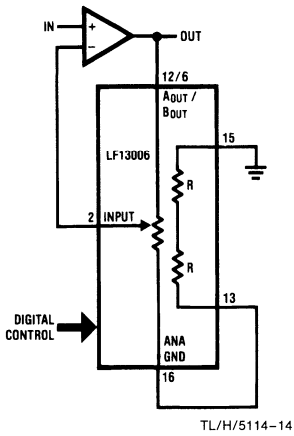 IN
+
−
OUT
12/6
AOUT /
BOUT
LF13006
15
R
2 INPUT
R
13
DIGITAL
CONTROL
ANA
GND
16
TL/H/5114–14